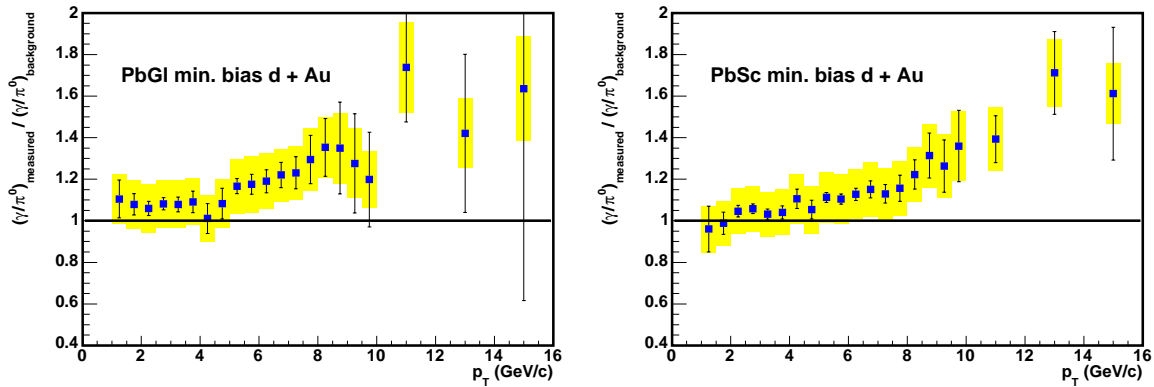 (γ/π⁰)measured / (γ/π⁰)background
2
1.8
1.6
1.4
1.2
1
0.8
0.6
0.4
PbGl min. bias d + Au
0 2 4 6 8 10 12 14 16
pT (GeV/c)
(γ/π⁰)measured / (γ/π⁰)background
2
1.8
1.6
1.4
1.2
1
0.8
0.6
0.4
PbSc min. bias d + Au
0 2 4 6 8 10 12 14 16
pT (GeV/c)